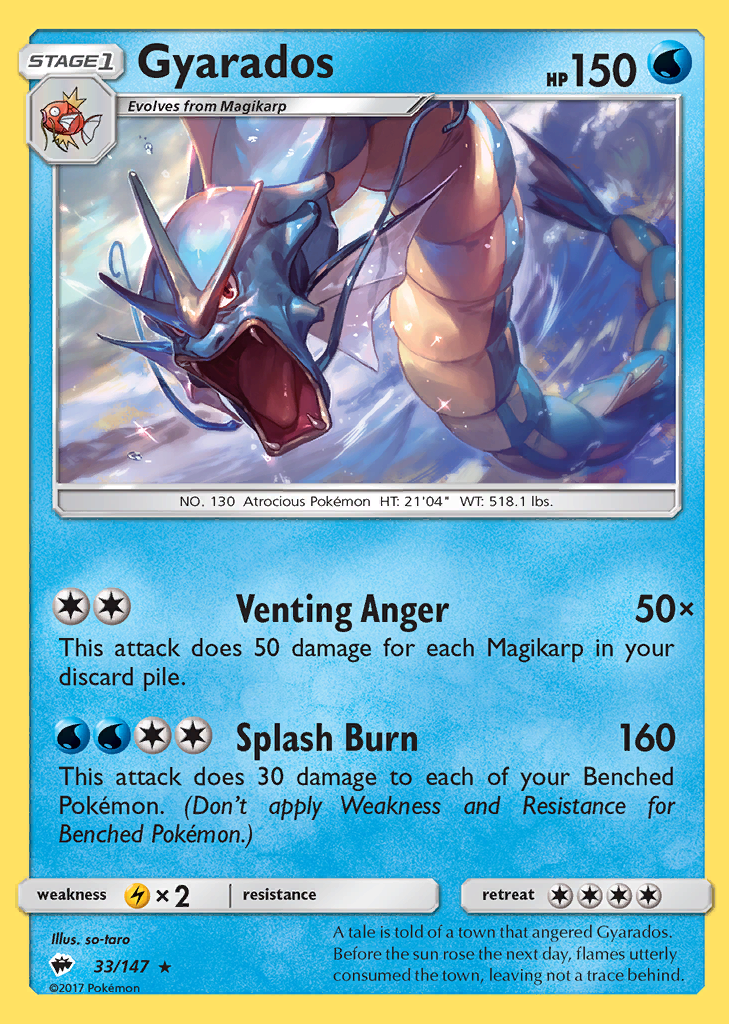 STAGE 1
Gyarados
HP 150
Evolves from Magikarp
NO. 130 Atrocious Pokémon HT: 21'04" WT: 518.1 lbs.
Venting Anger 50×
This attack does 50 damage for each Magikarp in your
discard pile.
Splash Burn 160
This attack does 30 damage to each of your Benched
Pokémon. (Don't apply Weakness and Resistance for
Benched Pokémon.)
weakness ×2 resistance retreat
Illus. so-taro
33/147 ★
©2017 Pokémon
A tale is told of a town that angered Gyarados.
Before the sun rose the next day, flames utterly
consumed the town, leaving not a trace behind.